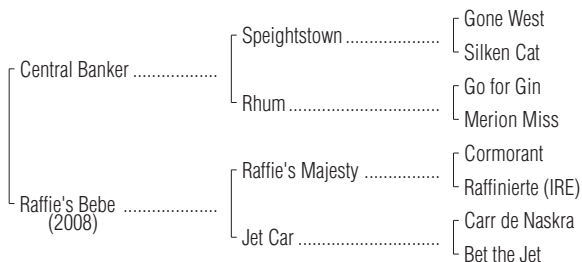 Gone West
Speightstown ...................
Silken Cat
Central Banker .................
Go for Gin
Rhum ..............................
Merion Miss
Cormorant
Raffie's Majesty ...............
Raffinierte (IRE)
Raffie's Bebe ...................
(2008)
Carr de Naskra
Jet Car ............................
Bet the Jet